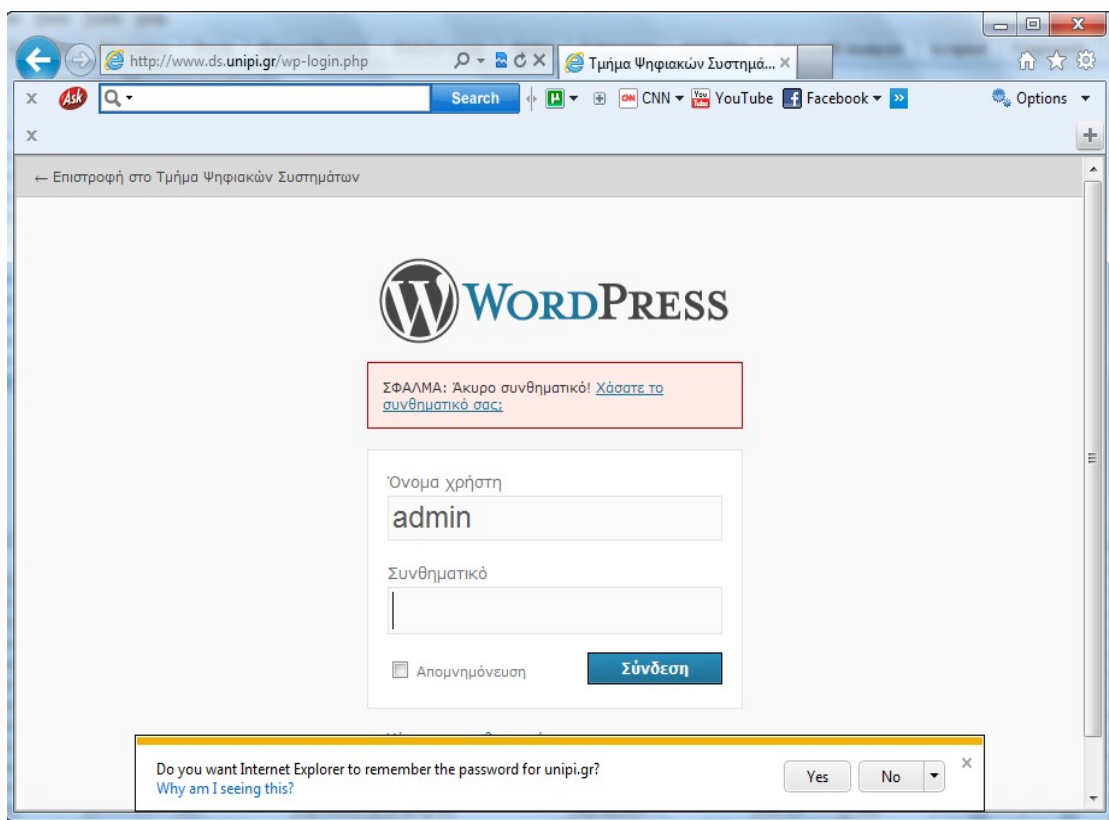 http://www.ds.unipi.gr/wp-login.php
Τμήμα Ψηφιακών Συστημά...
Ask
Search
CNN
YouTube
Facebook
Options
← Επιστροφή στο Τμήμα Ψηφιακών Συστημάτων
WORDPRESS
ΣΦΑΛΜΑ: Άκυρο συνθηματικό! Χάσατε το
συνθηματικό σας;
Όνομα χρήστη
admin
Συνθηματικό
Απομνημόνευση
Σύνδεση
Do you want Internet Explorer to remember the password for unipi.gr?
Why am I seeing this?
Yes
No